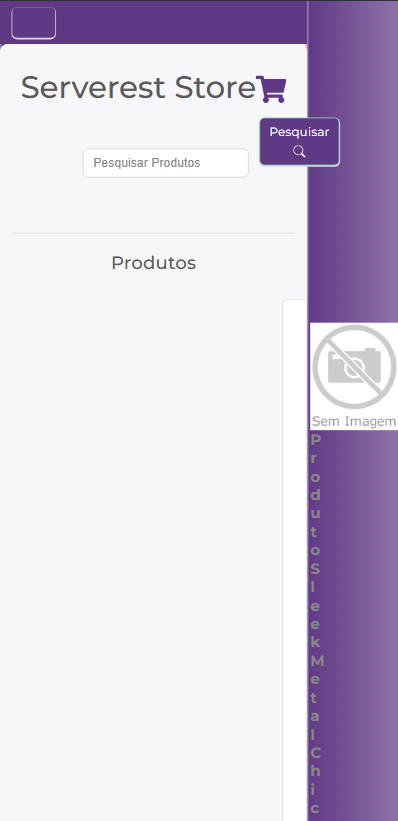 Serverest Store
Pesquisar
Pesquisar Produtos
Produtos
Sem Imagem
P
r
o
d
u
t
o
S
l
e
e
k
M
e
t
a
l
C
h
i
c